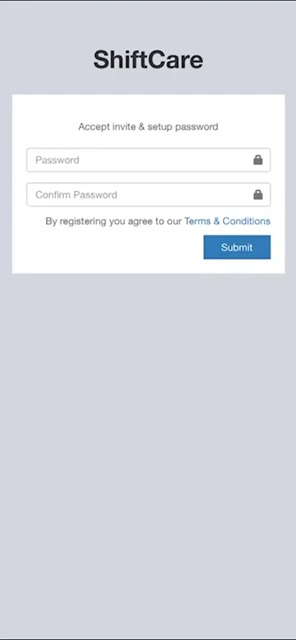 ShiftCare
Accept invite & setup password
Password
Confirm Password
By registering you agree to our Terms & Conditions
Submit